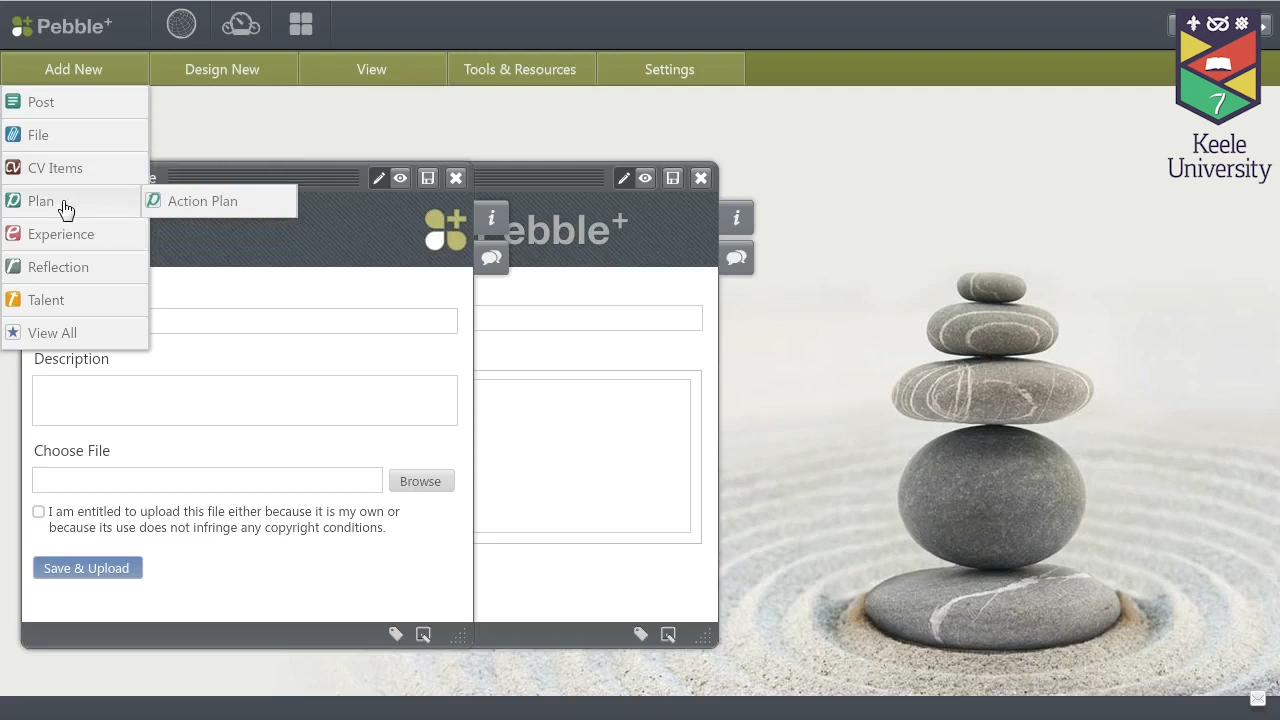 Pebble+
Add New
Design New
View
Tools & Resources
Settings
Post
File
CV Items
Plan
Action Plan
Experience
Reflection
Talent
View All
e
Pebble+
Description
Choose File
Browse
I am entitled to upload this file either because it is my own or
because its use does not infringe any copyright conditions.
Save & Upload
Keele
University